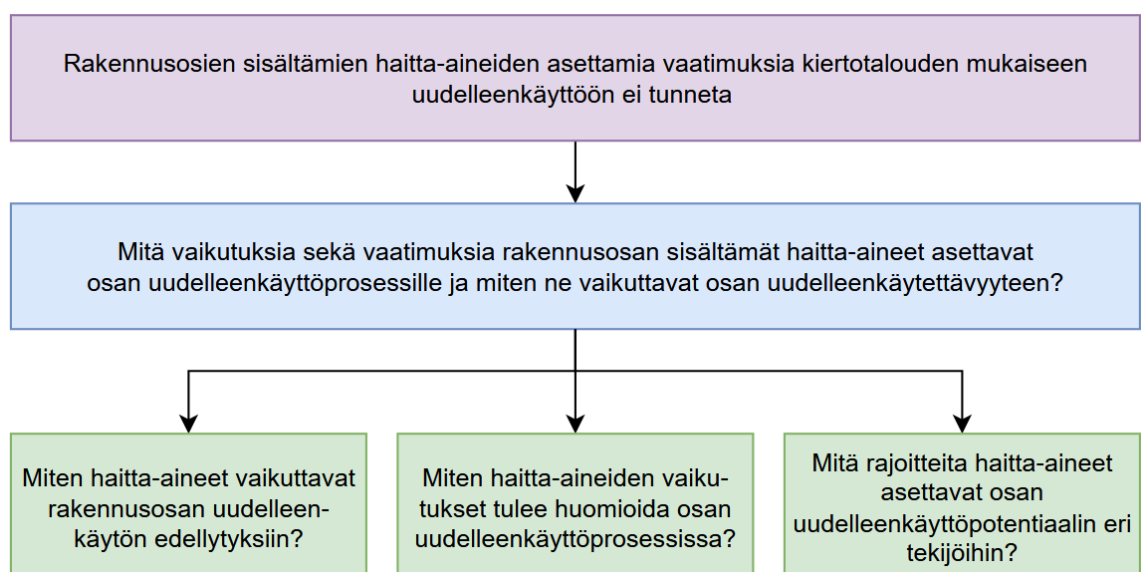 Rakennusosien sisältämien haitta-aineiden asettamia vaatimuksia kiertotalouden mukaiseen
uudelleenkäyttöön ei tunneta
Mitä vaikutuksia sekä vaatimuksia rakennusosan sisältämät haitta-aineet asettavat
osan uudelleenkäyttöprosessille ja miten ne vaikuttavat osan uudelleenkäytettävyyteen?
Miten haitta-aineet vaikuttavat
rakennusosan uudelleen-
käytön edellytyksiin?
Miten haitta-aineiden vaiku-
tukset tulee huomioida osan
uudelleenkäyttöprosessissa?
Mitä rajoitteita haitta-aineet
asettavat osan
uudelleenkäyttöpotentiaalin eri
tekijöihin?